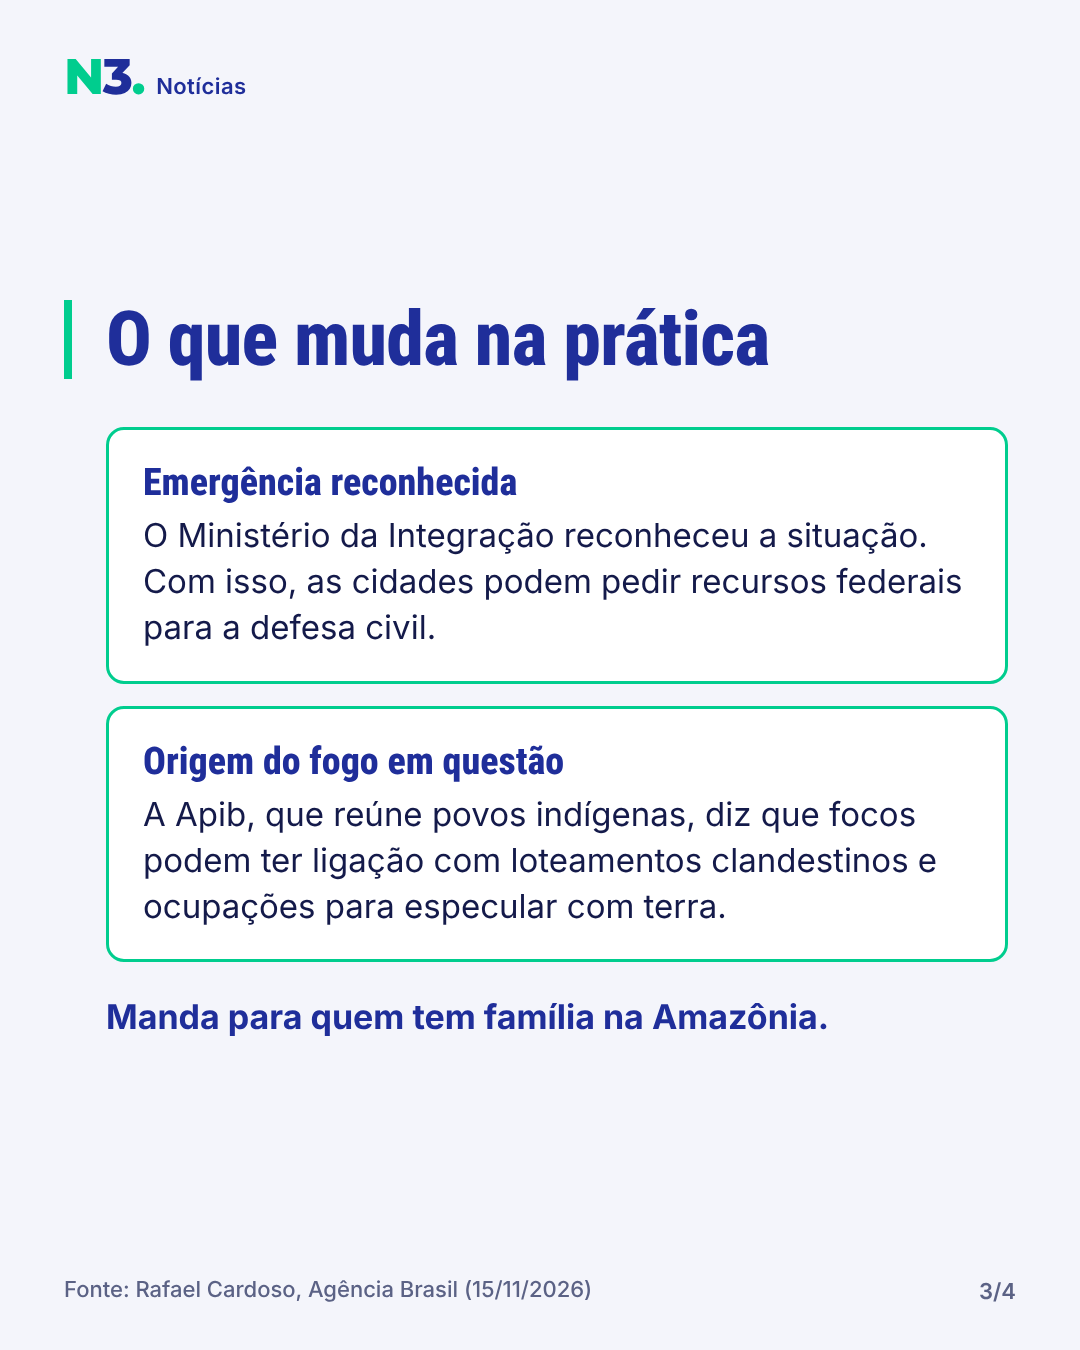 N3. Notícias
O que muda na prática
Emergência reconhecida
O Ministério da Integração reconheceu a situação.
Com isso, as cidades podem pedir recursos federais
para a defesa civil.
Origem do fogo em questão
A Apib, que reúne povos indígenas, diz que focos
podem ter ligação com loteamentos clandestinos e
ocupações para especular com terra.
Manda para quem tem família na Amazônia.
Fonte: Rafael Cardoso, Agência Brasil (15/11/2026)
3/4